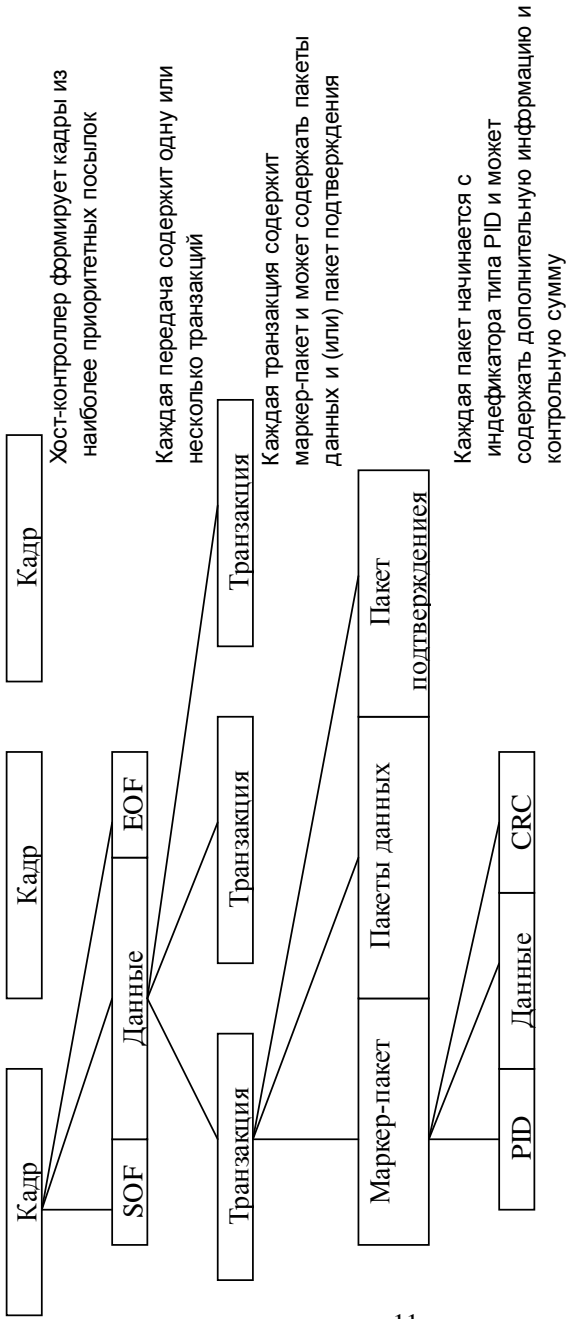 Кадр
Кадр
Кадр
Хост-контроллер формирует кадры из
наиболее приоритетных посылок
SOF
Данные
EOF
Каждая передача содержит одну или
несколько транзакций
Транзакция
Транзакция
Транзакция
Каждая транзакция содержит
маркер-пакет и может содержать пакеты
данных и (или) пакет подтверждения
Маркер-пакет
Пакеты данных
Пакет
подтверждениея
Каждая пакет начинается с
индефикатора типа PID и может
содержать дополнительную информацию и
контрольную сумму
PID
Данные
CRC
11